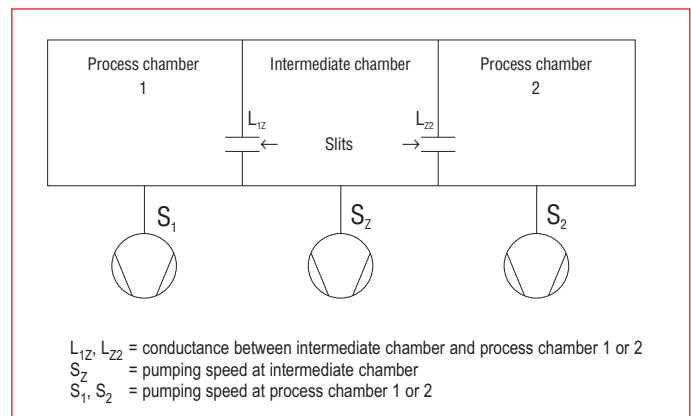 Process chamber
1
Intermediate chamber
Process chamber
2
L1Z
← Slits →
LZ2
S1
SZ
S2
L1Z, LZ2 = conductance between intermediate chamber and process chamber 1 or 2
SZ = pumping speed at intermediate chamber
S1, S2 = pumping speed at process chamber 1 or 2